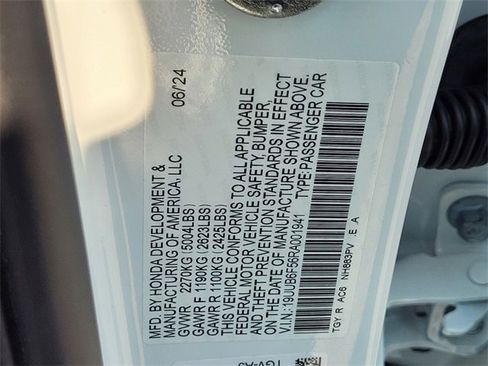 MFD. BY HONDA DEVELOPMENT & 06/24
MANUFACTURING OF AMERICA, LLC
GVWR 2270KG (5004LBS)
GAWR F 1190KG (2623LBS)
GAWR R 1100KG (2425LBS)
THIS VEHICLE CONFORMS TO ALL APPLICABLE
FEDERAL MOTOR VEHICLE SAFETY, BUMPER,
AND THEFT PREVENTION STANDARDS IN EFFECT
ON THE DATE OF MANUFACTURE SHOWN ABOVE.
V.I.N.: 19UUB6F56RA001941 TYPE: PASSENGER CAR
TGY R AC6 NH883PV E A